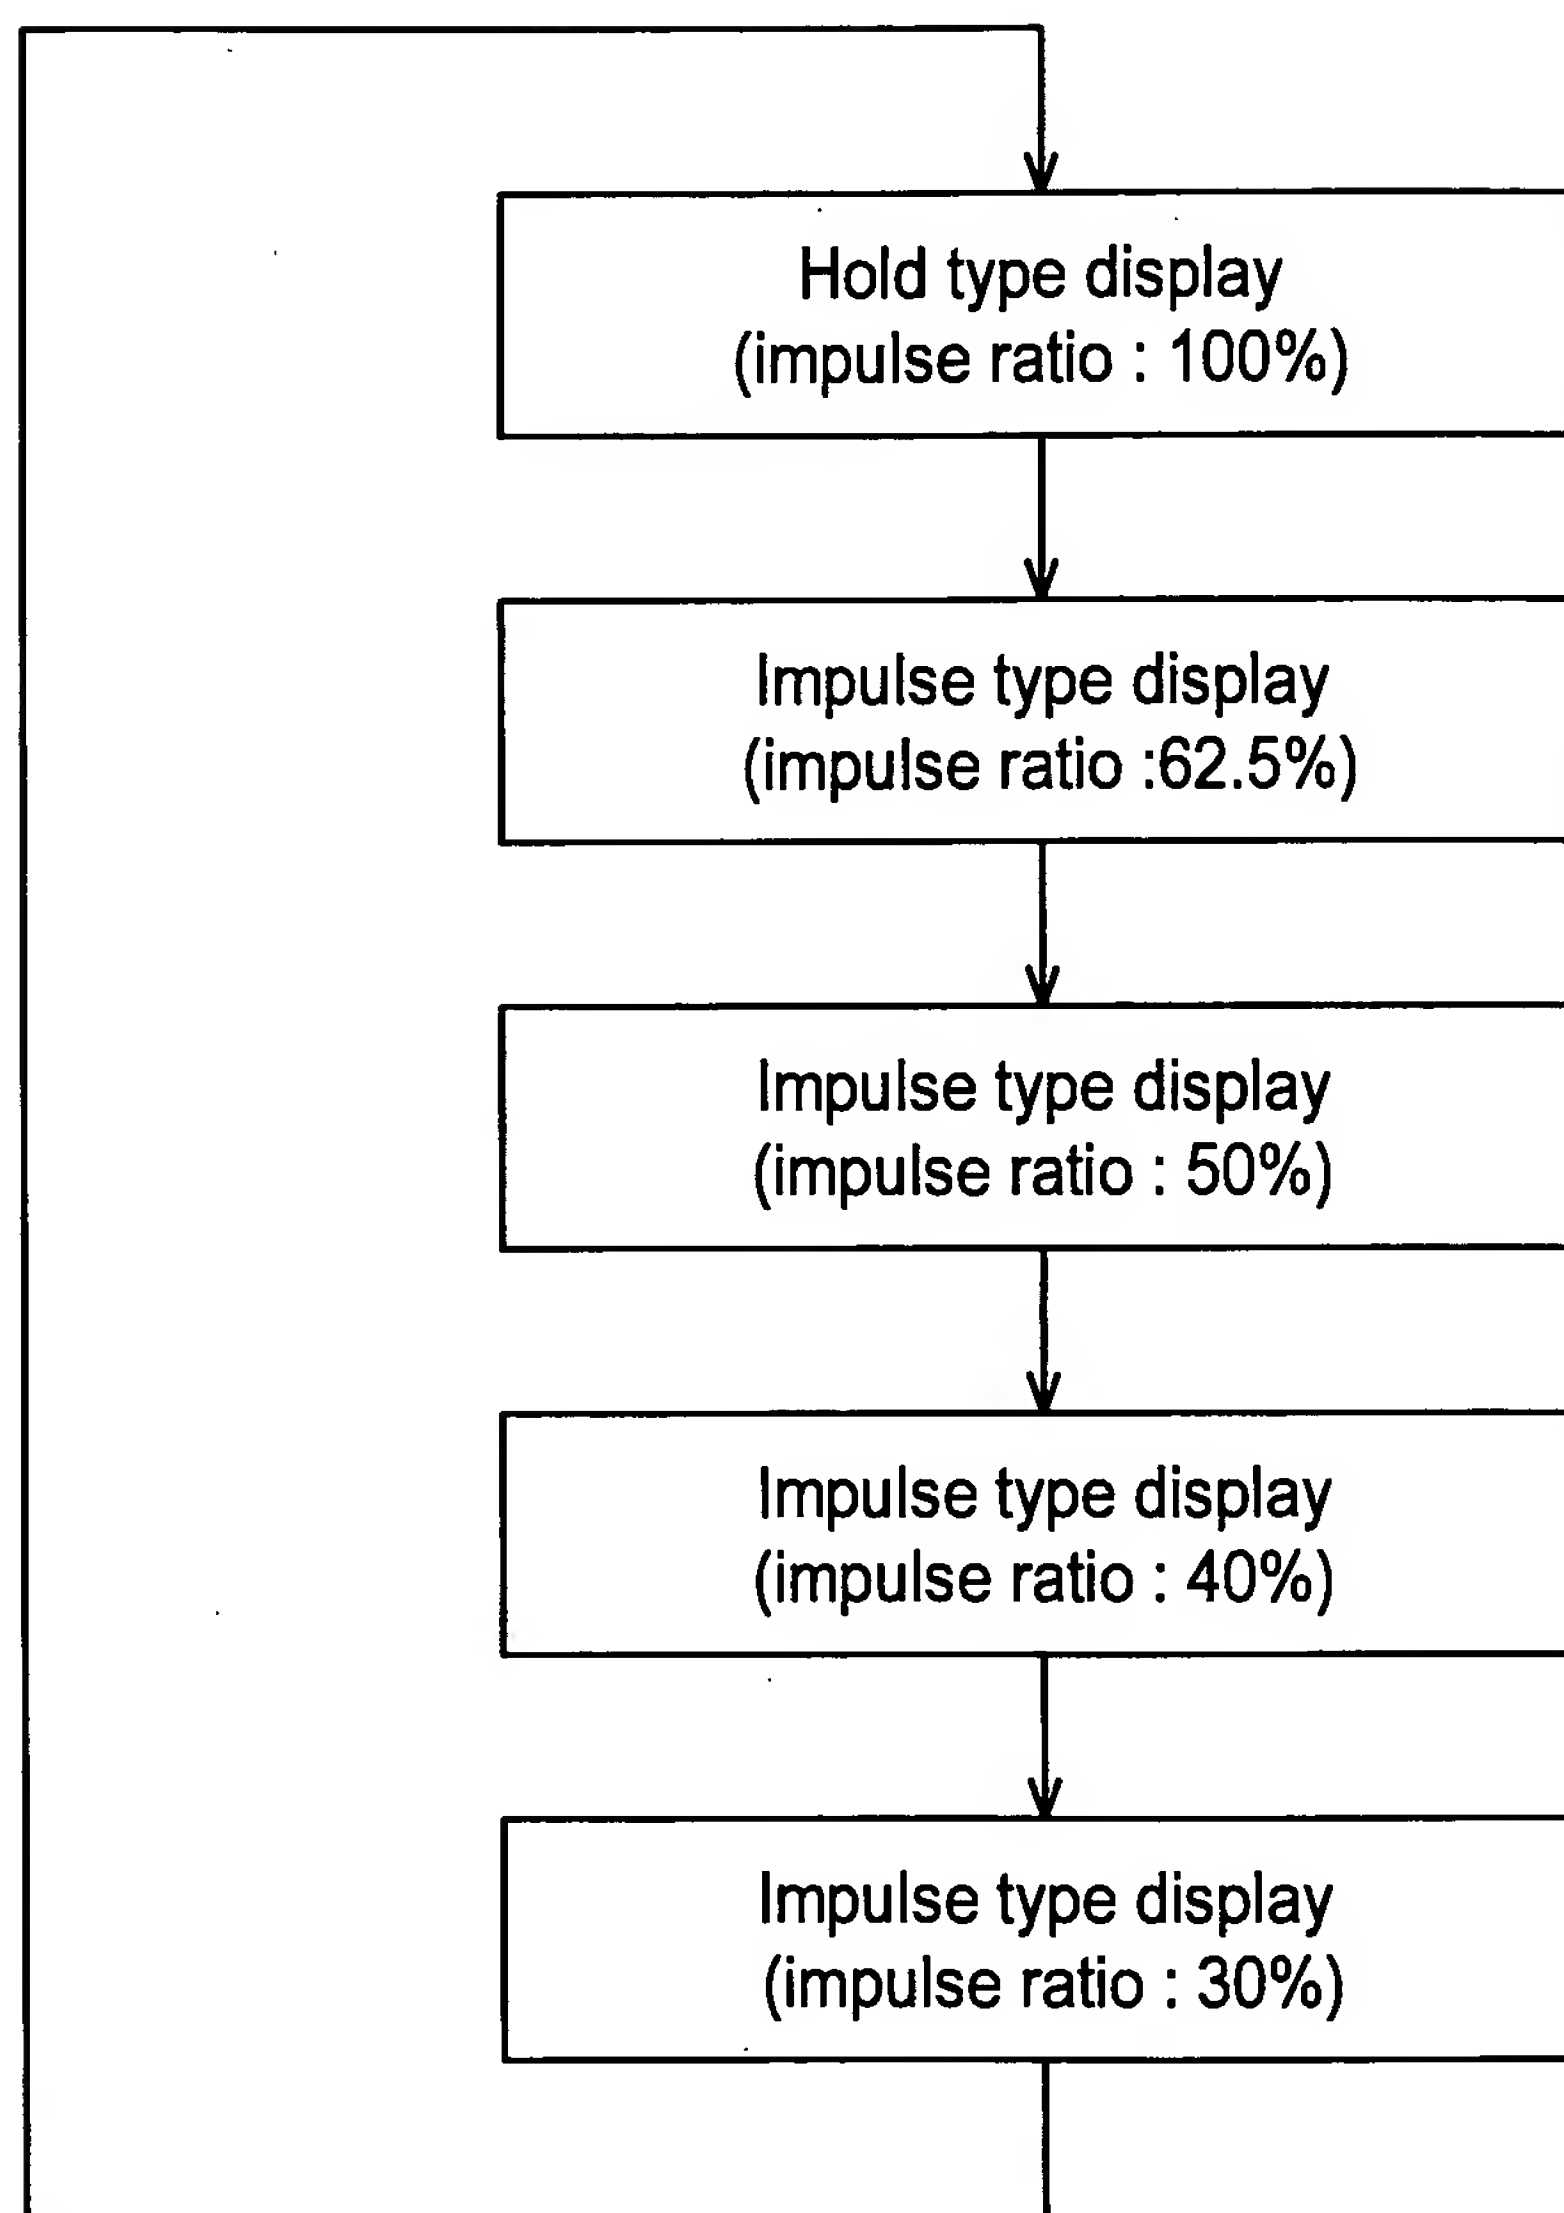 Hold type display
(impulse ratio : 100%)
Impulse type display
(impulse ratio :62.5%)
Impulse type display
(impulse ratio : 50%)
Impulse type display
(impulse ratio : 40%)
Impulse type display
(impulse ratio : 30%)